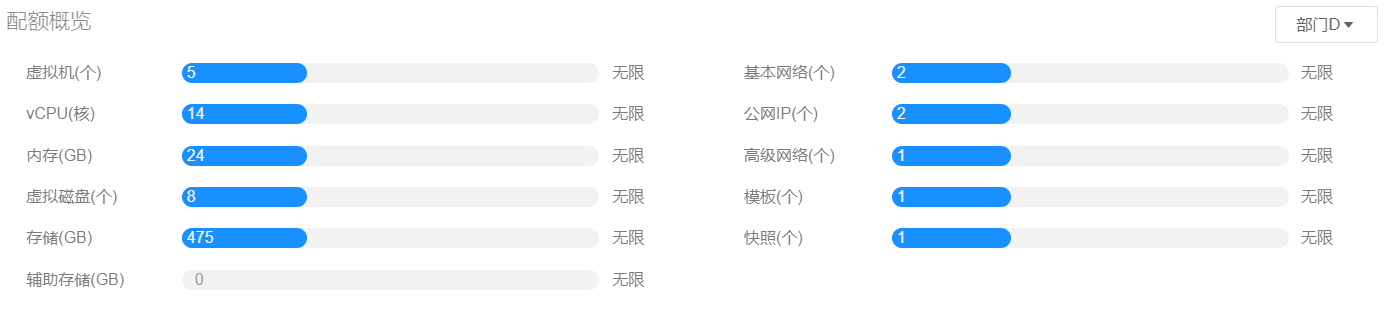 配额概览
部门D
虚拟机(个) 5 无限
基本网络(个) 2 无限
vCPU(核) 14 无限
公网IP(个) 2 无限
内存(GB) 24 无限
高级网络(个) 1 无限
虚拟磁盘(个) 8 无限
模板(个) 1 无限
存储(GB) 475 无限
快照(个) 1 无限
辅助存储(GB) 0 无限